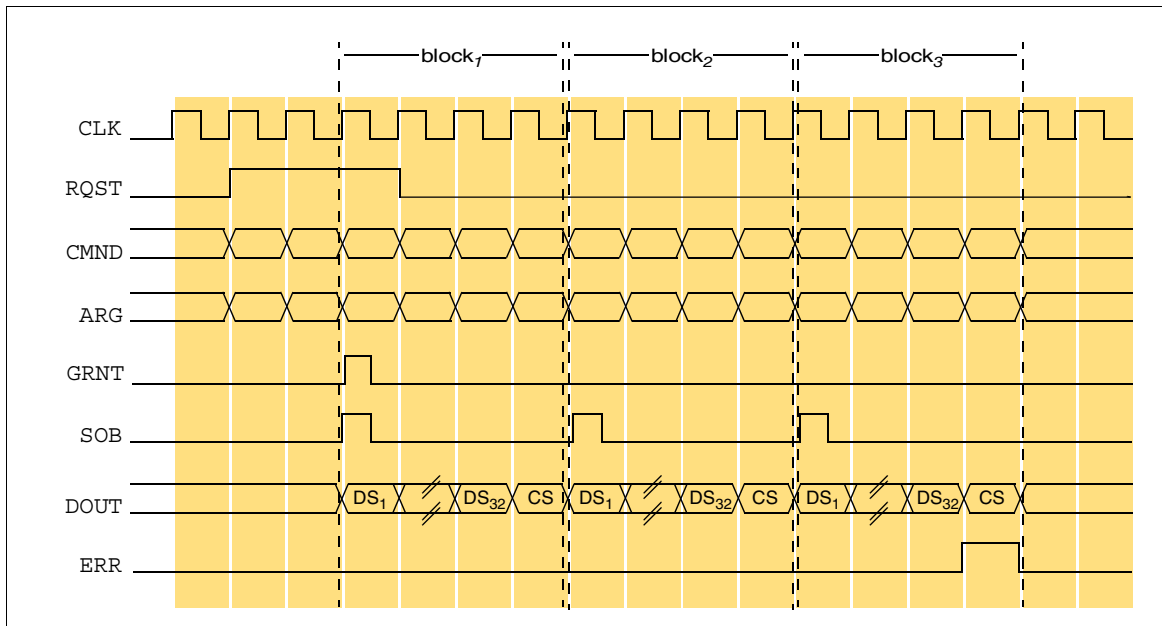 block1 block2 block3
CLK
RQST
CMND
ARG
GRNT
SOB
DOUT DS1 DS32 CS DS1 DS32 CS DS1 DS32 CS
ERR